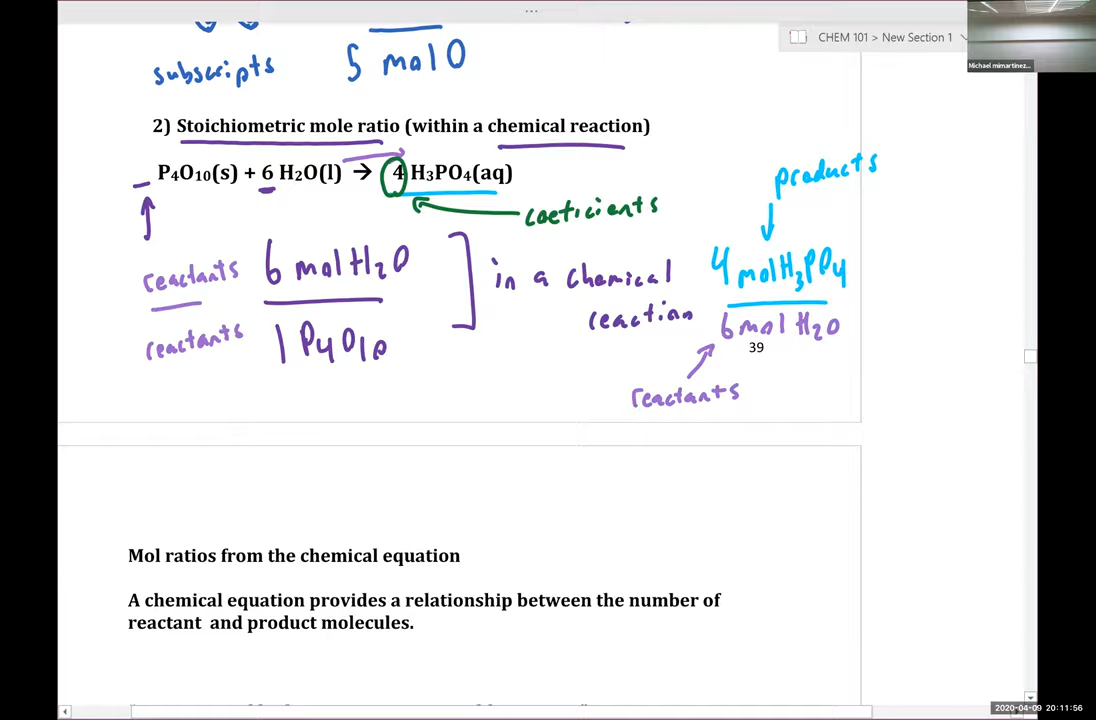 CHEM 101 > New Section 1
Michael mimartinez...
subscripts
5 mol O
2) Stoichiometric mole ratio (within a chemical reaction)
P4O10(s) + 6 H2O(l) → 4 H3PO4(aq)
products
coeficients
reactants
6 mol H2O
reactants
1 P4O10
in a chemical
reaction
4 mol H3PO4
6 mol H2O
39
reactants
Mol ratios from the chemical equation
A chemical equation provides a relationship between the number of
reactant and product molecules.
2020-04-09 20:11:56